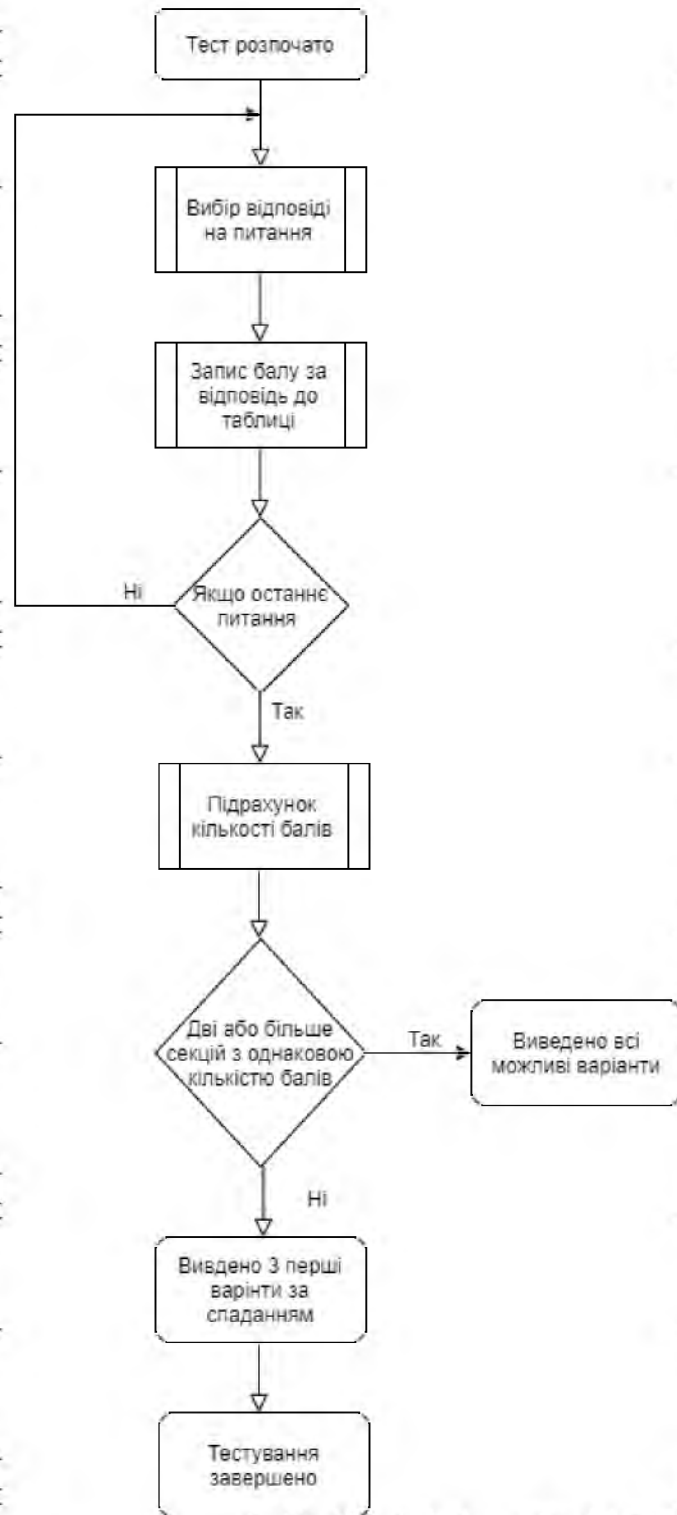 Тест розпочато
Вибір відповіді
на питання
Запис балу за
відповідь до
таблиці
Ні
Якщо останнє
питання
Так
Підрахунок
кількості балів
Дві або більше
секцій з однаковою
кількістю балів
Так
Виведено всі
можливі варіанти
Ні
Вивдено 3 перші
варінти за
спаданням
Тестування
завершено